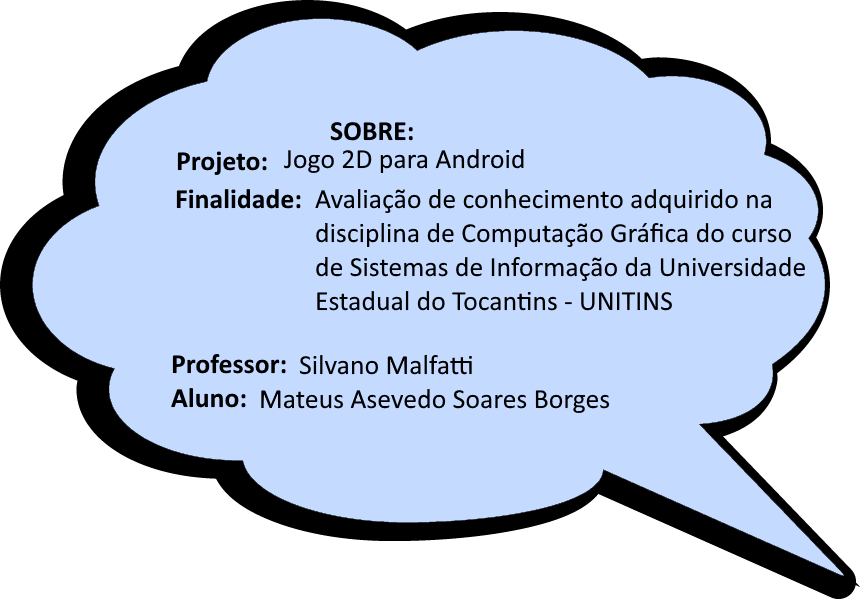 SOBRE:
Projeto: Jogo 2D para Android
Finalidade: Avaliação de conhecimento adquirido na
disciplina de Computação Gráfica do curso
de Sistemas de Informação da Universidade
Estadual do Tocantins - UNITINS
Professor: Silvano Malfatti
Aluno: Mateus Asevedo Soares Borges